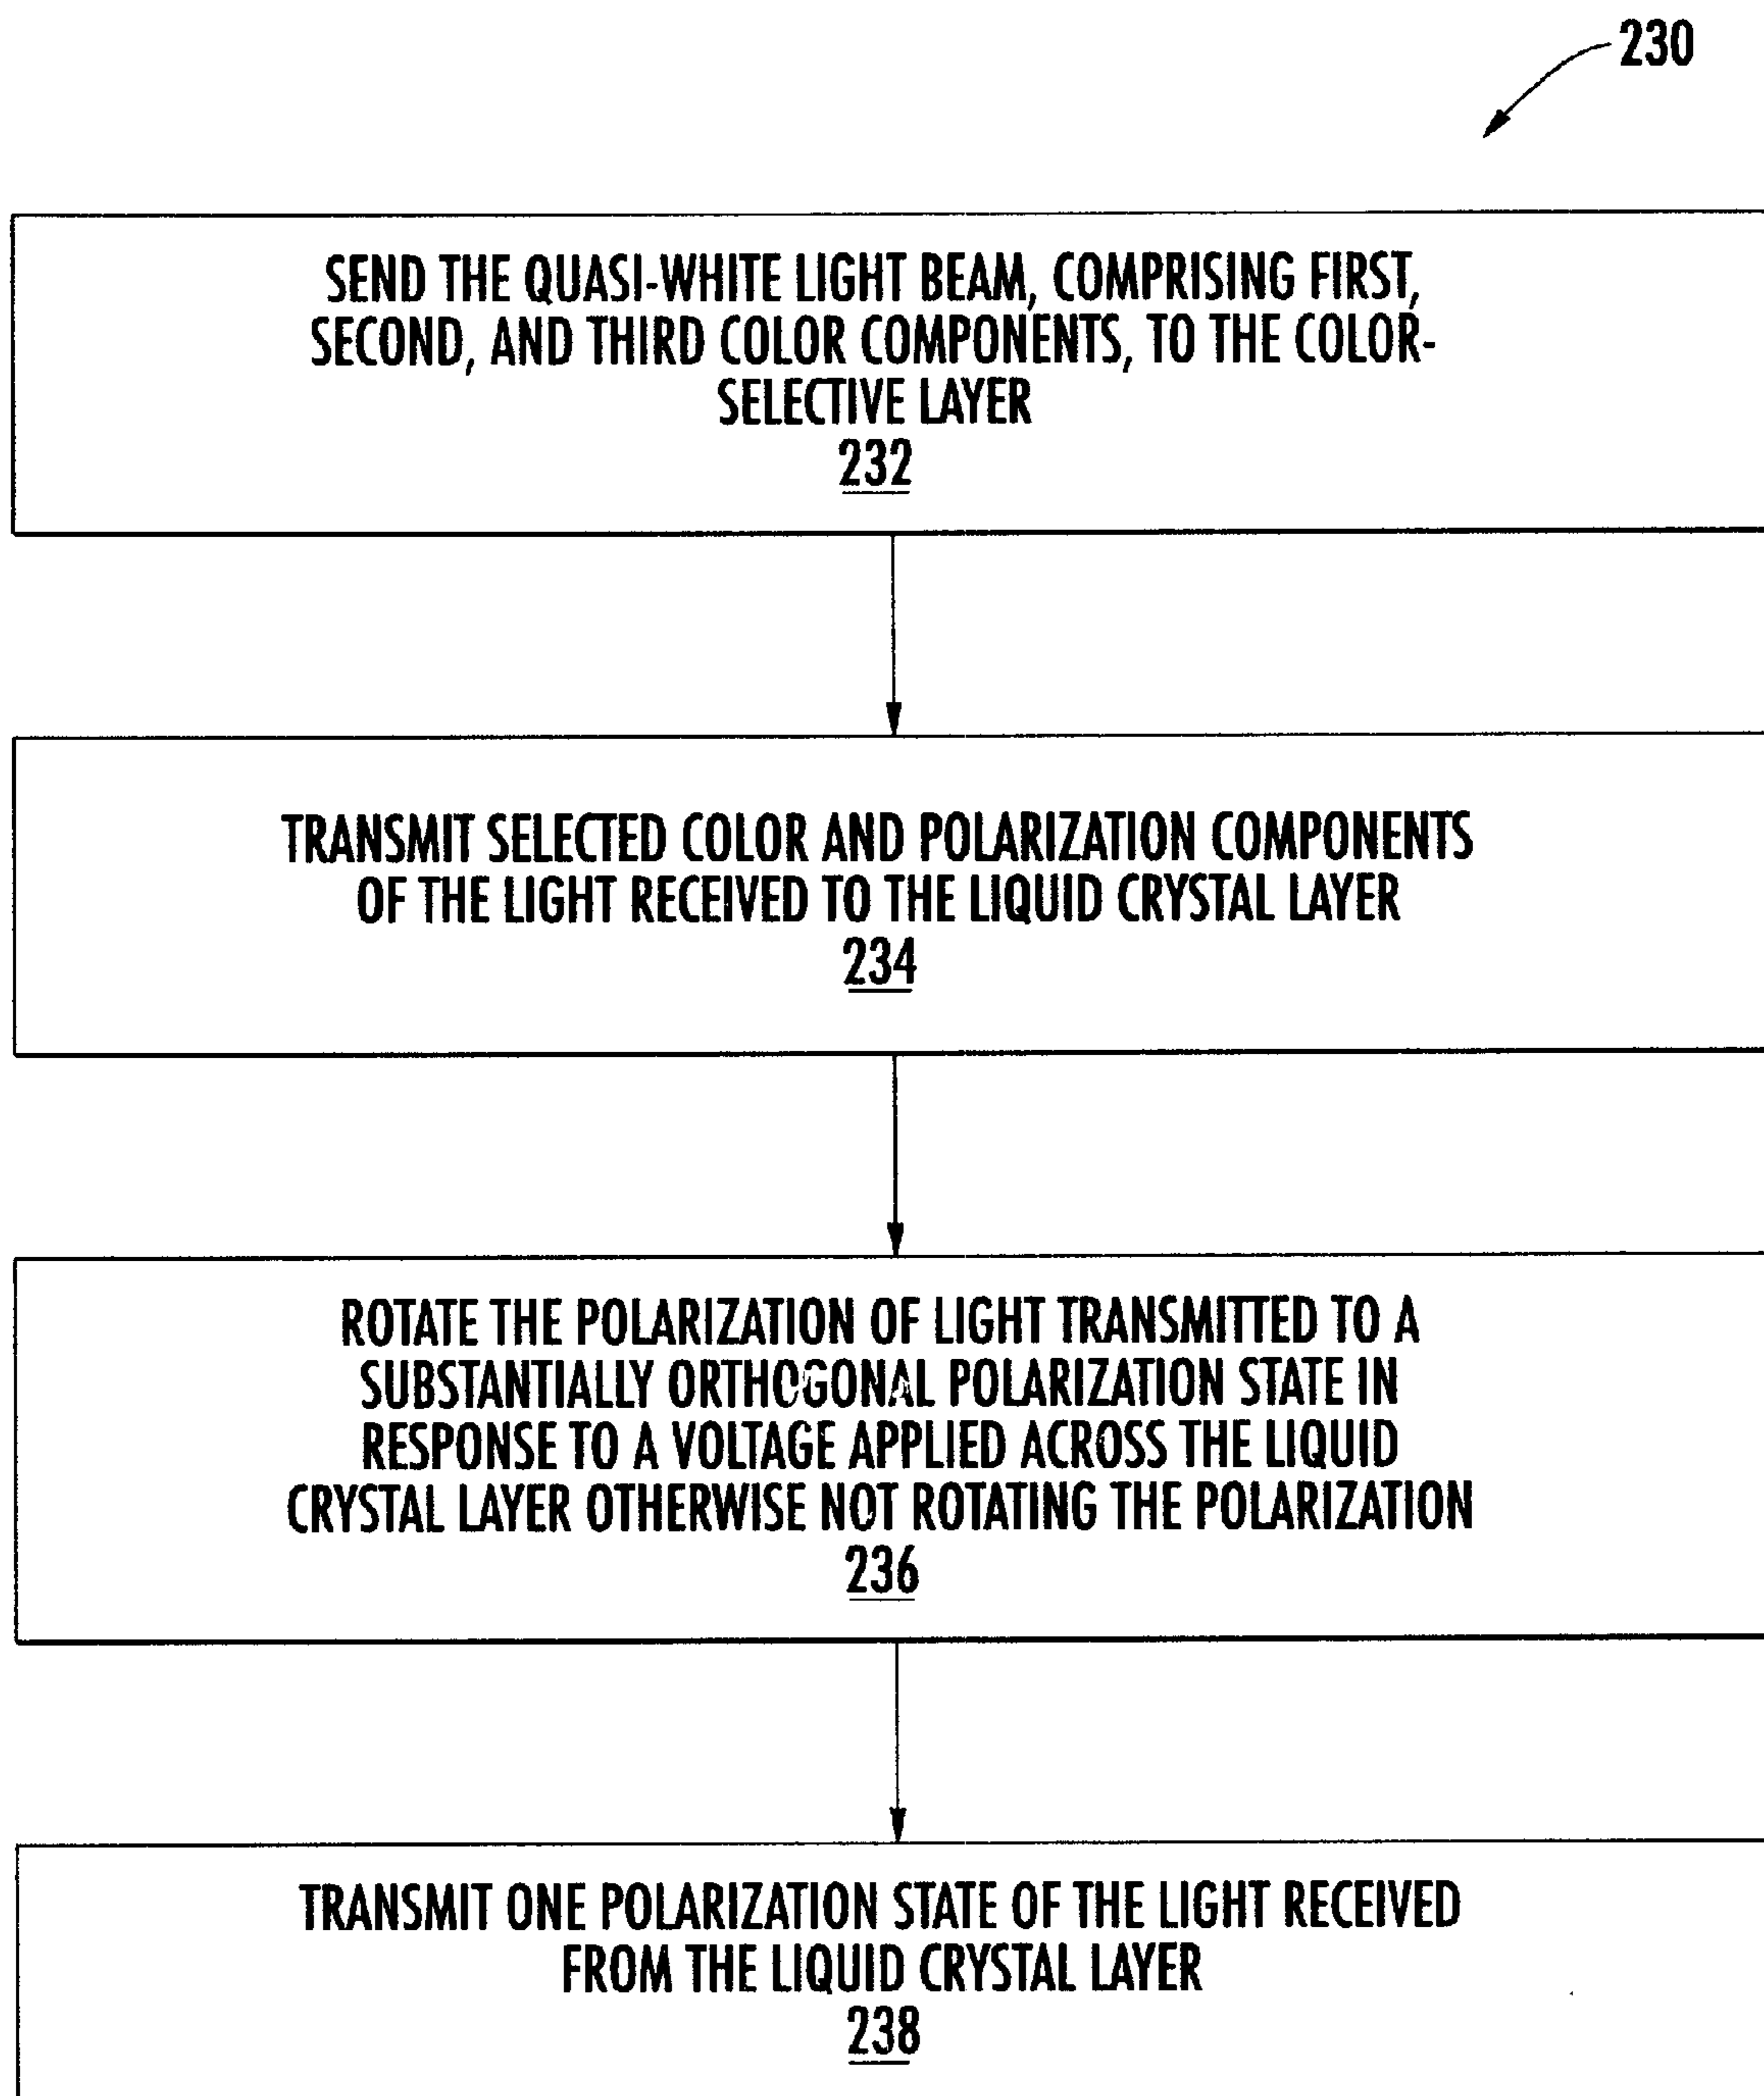 230
SEND THE QUASI-WHITE LIGHT BEAM, COMPRISING FIRST,
SECOND, AND THIRD COLOR COMPONENTS, TO THE COLOR-
SELECTIVE LAYER
232
TRANSMIT SELECTED COLOR AND POLARIZATION COMPONENTS
OF THE LIGHT RECEIVED TO THE LIQUID CRYSTAL LAYER
234
ROTATE THE POLARIZATION OF LIGHT TRANSMITTED TO A
SUBSTANTIALLY ORTHOGONAL POLARIZATION STATE IN
RESPONSE TO A VOLTAGE APPLIED ACROSS THE LIQUID
CRYSTAL LAYER OTHERWISE NOT ROTATING THE POLARIZATION
236
TRANSMIT ONE POLARIZATION STATE OF THE LIGHT RECEIVED
FROM THE LIQUID CRYSTAL LAYER
238